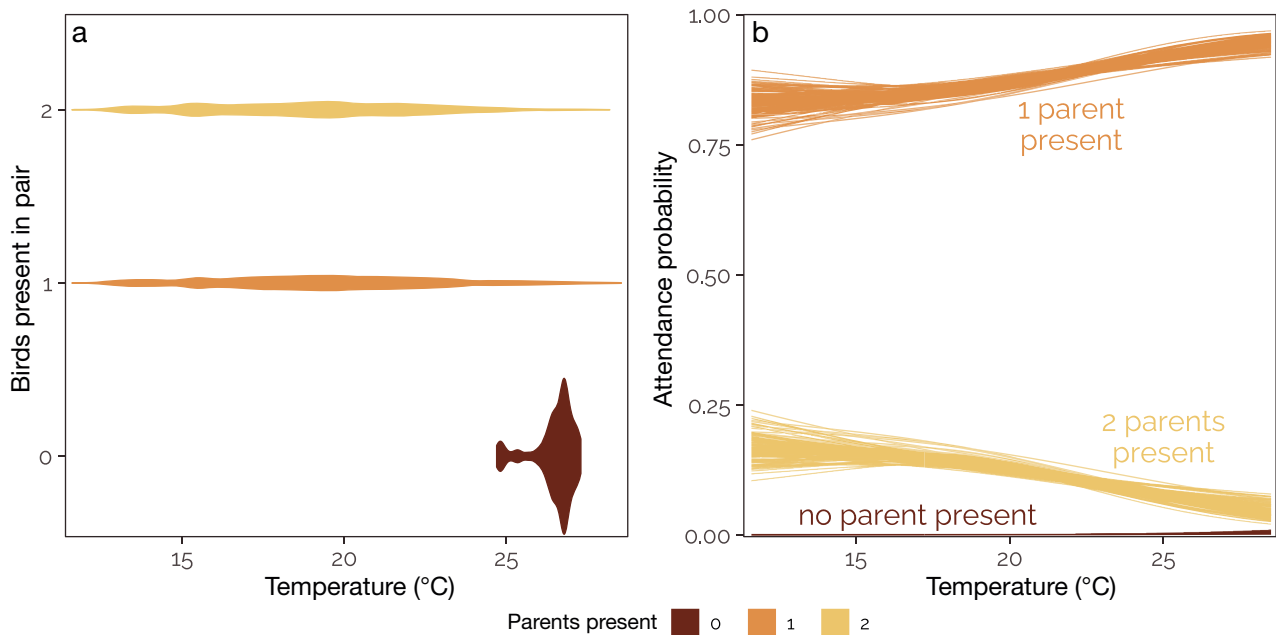 a
Birds present in pair
2
1
0
15
20
25
Temperature (°C)
b
Attendance probability
1.00
0.75
0.50
0.25
0.00
1 parent
present
2 parents
present
no parent present
15
20
25
Temperature (°C)
Parents present 0 1 2